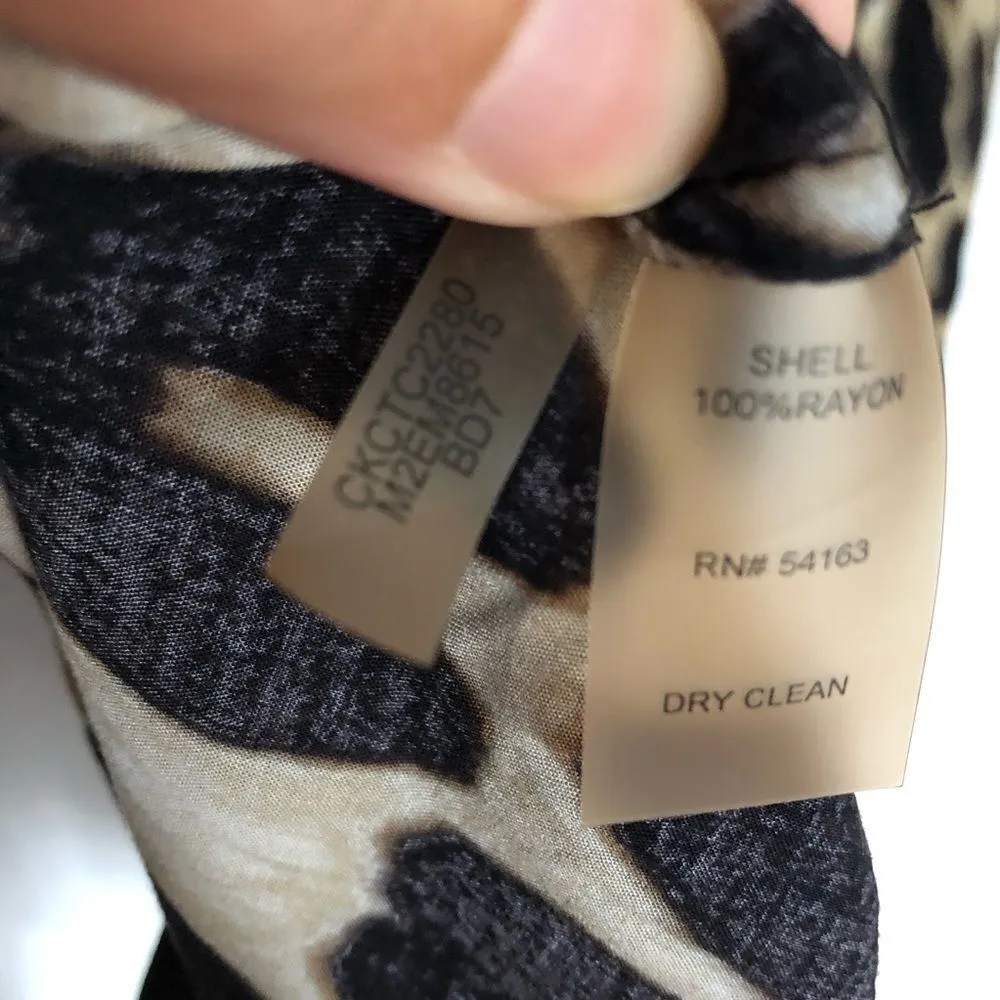 CKCTC2280
M2EM8615
BD7
SHELL
100%RAYON
RN# 54163
DRY CLEAN